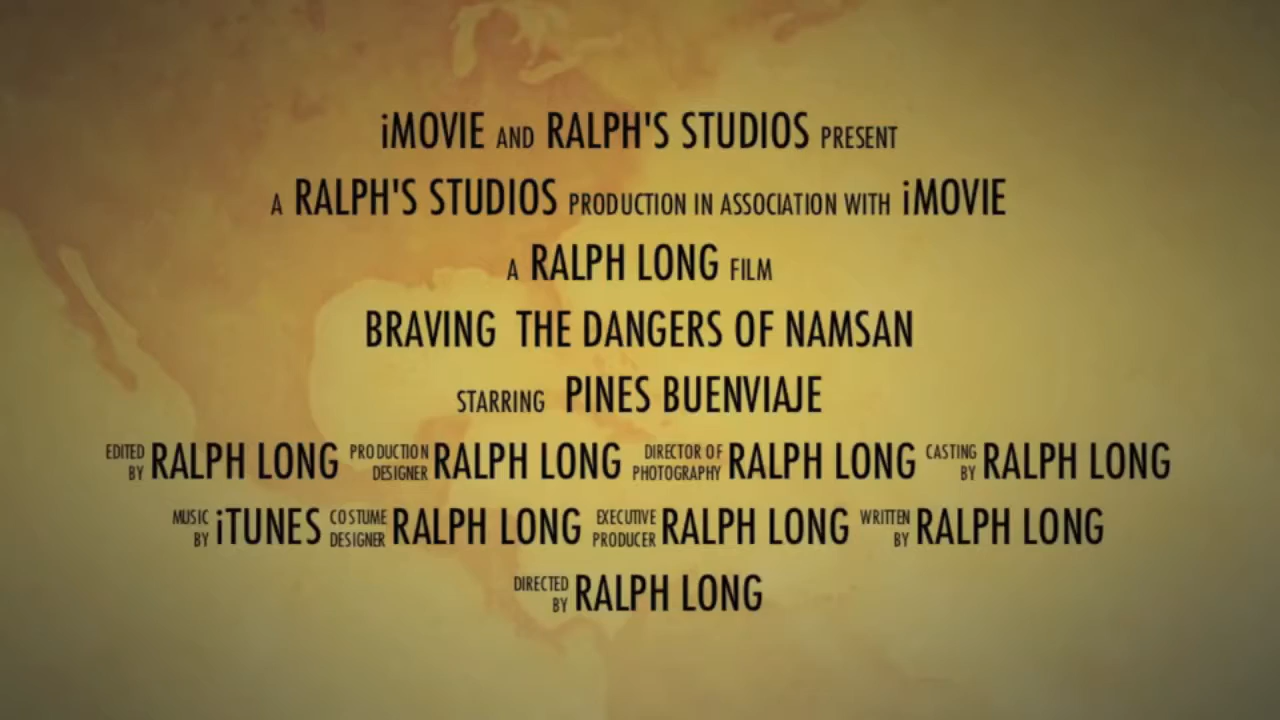 iMOVIE AND RALPH'S STUDIOS PRESENT
A RALPH'S STUDIOS PRODUCTION IN ASSOCIATION WITH iMOVIE
A RALPH LONG FILM
BRAVING THE DANGERS OF NAMSAN
STARRING PINES BUENVIAJE
EDITED BY RALPH LONG PRODUCTION DESIGNER RALPH LONG DIRECTOR OF PHOTOGRAPHY RALPH LONG CASTING BY RALPH LONG
MUSIC BY iTUNES COSTUME DESIGNER RALPH LONG EXECUTIVE PRODUCER RALPH LONG WRITTEN BY RALPH LONG
DIRECTED BY RALPH LONG